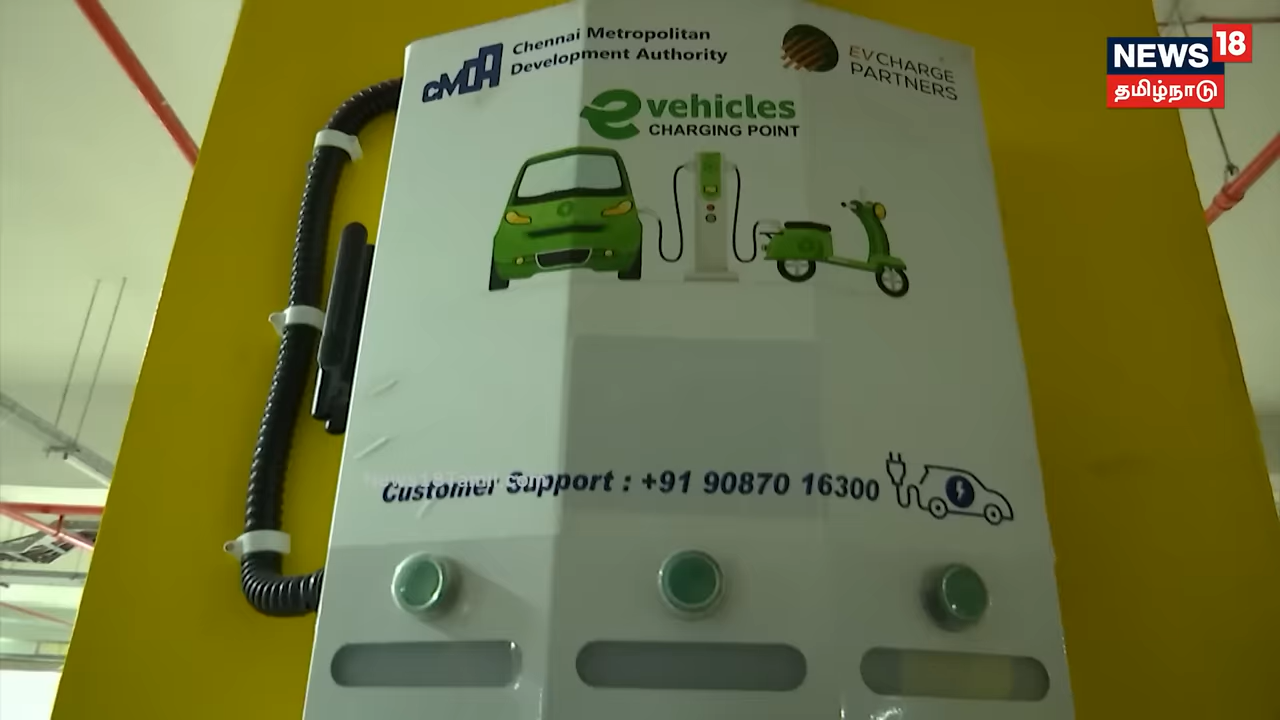 CMDA
Chennai Metropolitan
Development Authority
EV CHARGE
PARTNERS
NEWS 18
தமிழ்நாடு
e vehicles
CHARGING POINT
Customer Support : +91 90870 16300